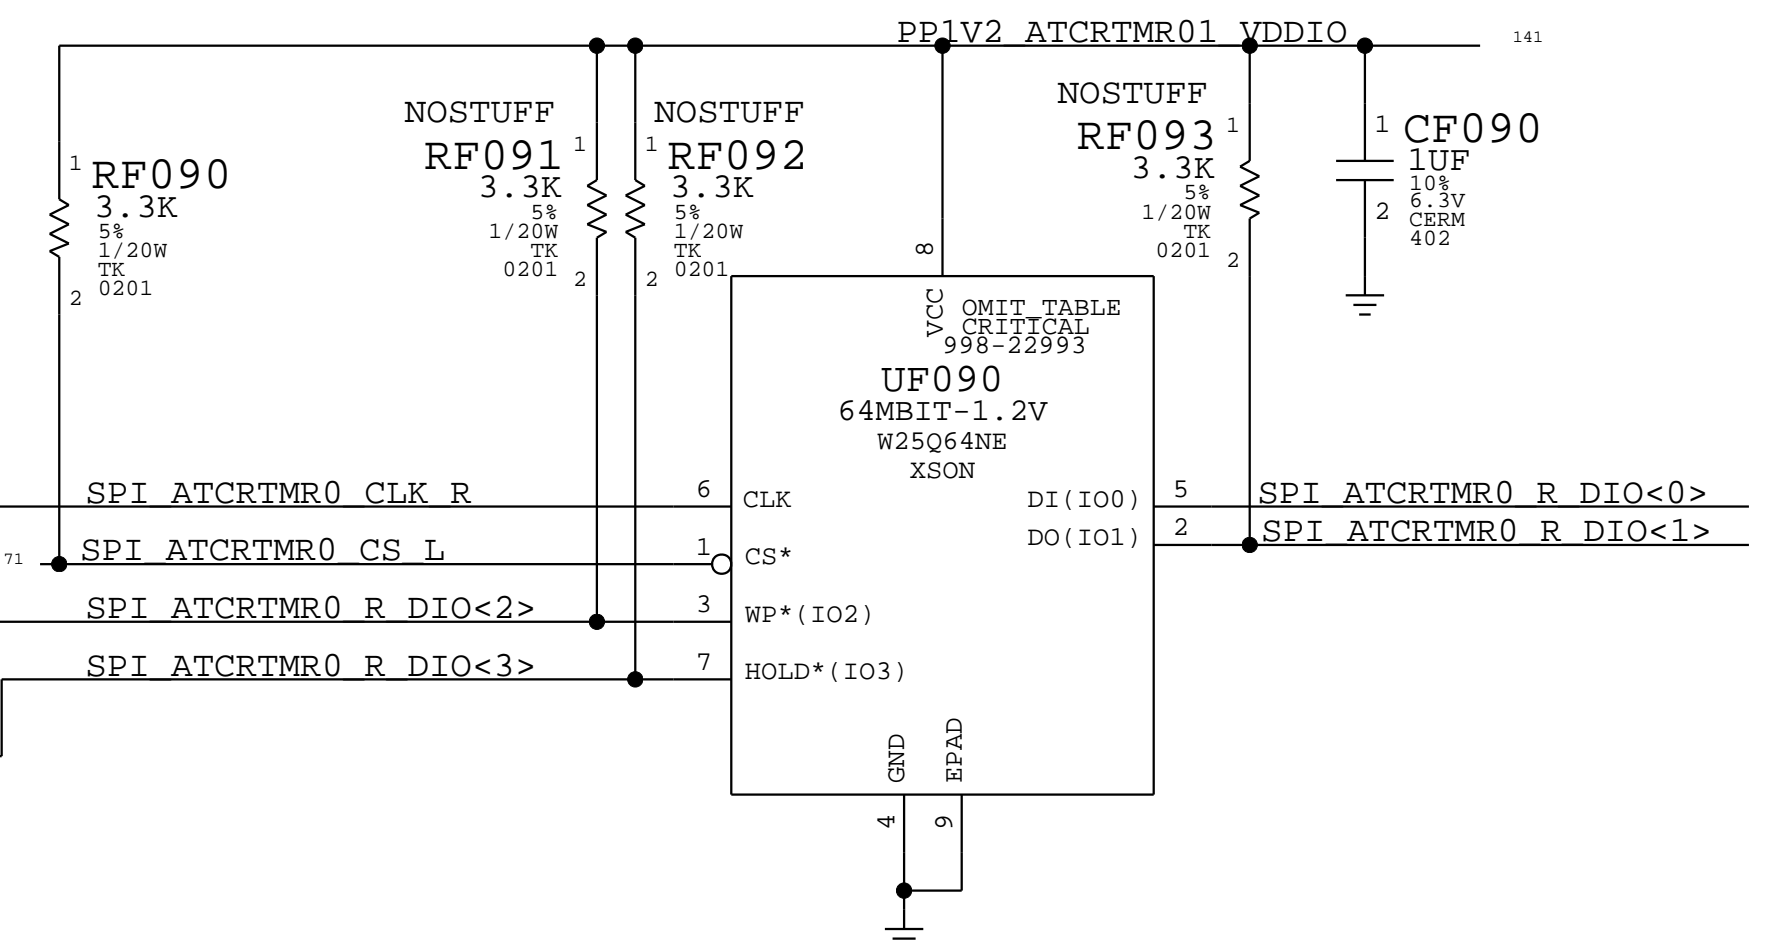 PP1V2_ATCRTMR01_VDDIO
141
NOSTUFF
RF091
3.3K
5%
1/20W
TK
0201
1
2
NOSTUFF
RF092
3.3K
5%
1/20W
TK
0201
1
2
NOSTUFF
RF093
3.3K
5%
1/20W
TK
0201
1
2
1
CF090
1UF
10%
6.3V
CERM
402
2
1
RF090
3.3K
5%
1/20W
TK
0201
2
8
VCC
OMIT_TABLE
CRITICAL
998-22993
UF090
64MBIT-1.2V
W25Q64NE
XSON
SPI_ATCRTMR0_CLK_R
6
CLK
DI(IO0)
5
SPI_ATCRTMR0_R_DIO<0>
DO(IO1)
2
SPI_ATCRTMR0_R_DIO<1>
71
SPI_ATCRTMR0_CS_L
1
CS*
SPI_ATCRTMR0_R_DIO<2>
3
WP*(IO2)
SPI_ATCRTMR0_R_DIO<3>
7
HOLD*(IO3)
GND
EPAD
4
9